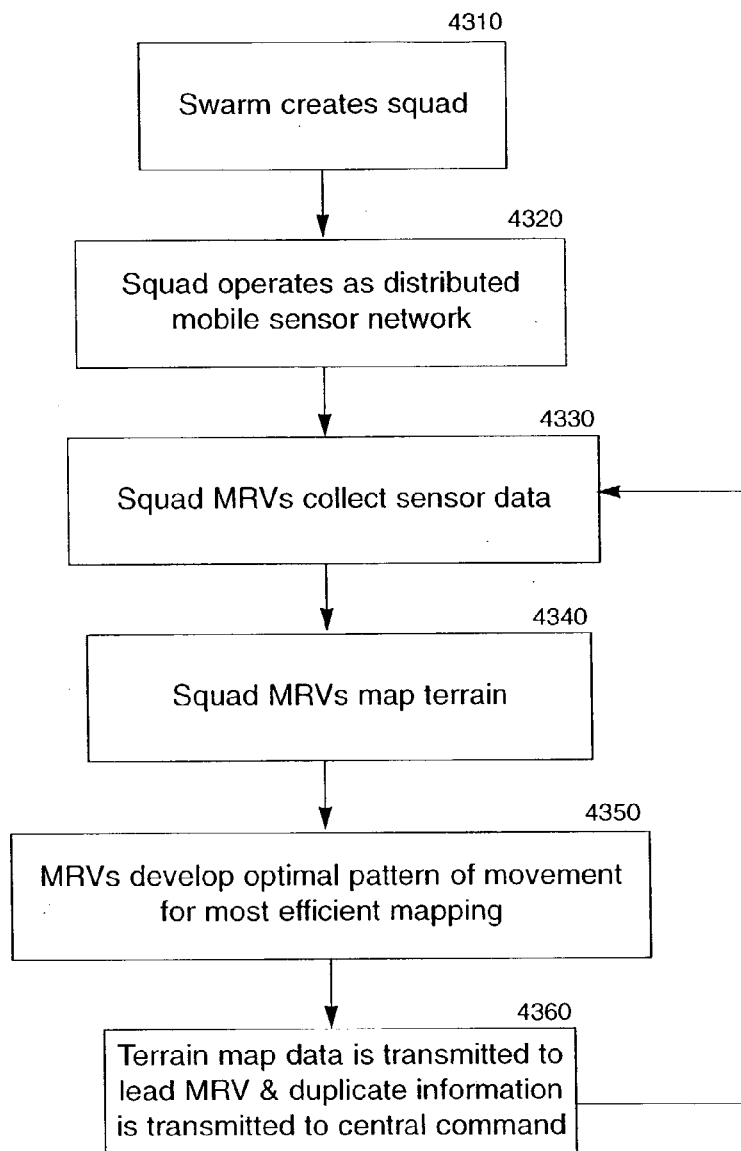 4310
Swarm creates squad
4320
Squad operates as distributed
mobile sensor network
4330
Squad MRVs collect sensor data
4340
Squad MRVs map terrain
4350
MRVs develop optimal pattern of movement
for most efficient mapping
4360
Terrain map data is transmitted to
lead MRV & duplicate information
is transmitted to central command